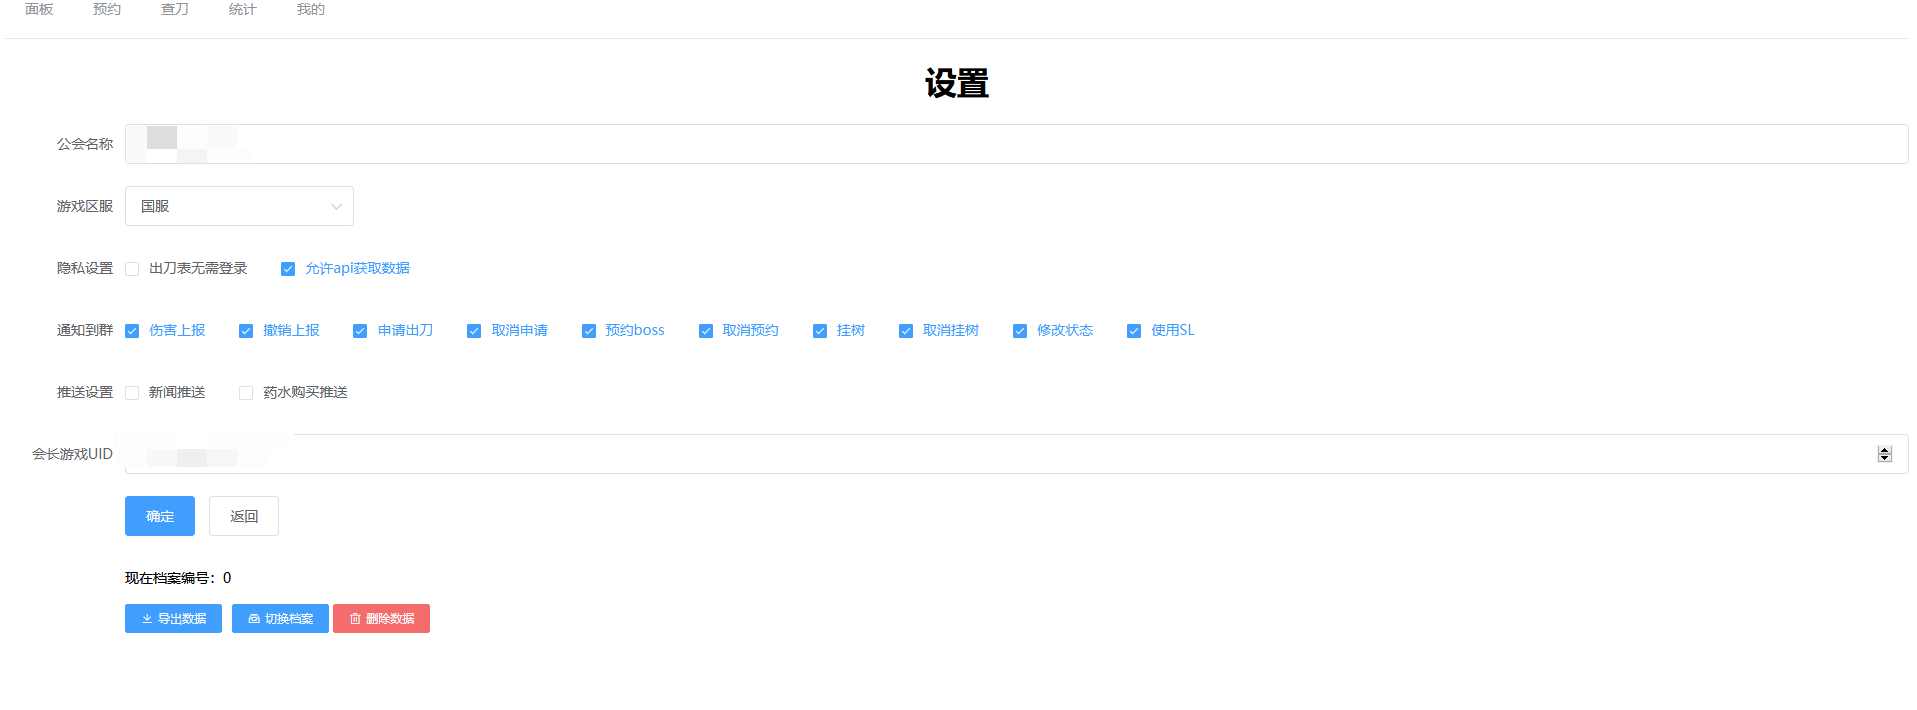 面板 预约 查刀 统计 我的
设置
公会名称
游戏区服 国服
隐私设置 出刀表无需登录 允许api获取数据
通知到群 伤害上报 撤销上报 申请出刀 取消申请 预约boss 取消预约 挂树 取消挂树 修改状态 使用SL
推送设置 新闻推送 药水购买推送
会长游戏UID
确定 返回
现在档案编号：0
导出数据 切换档案 删除数据